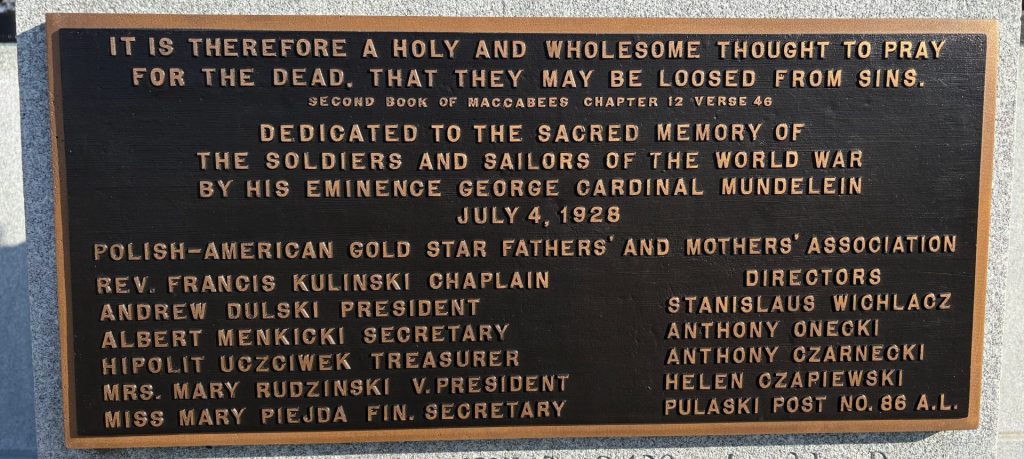 IT IS THEREFORE A HOLY AND WHOLESOME THOUGHT TO PRAY
FOR THE DEAD, THAT THEY MAY BE LOOSED FROM SINS.
SECOND BOOK OF MACCABEES CHAPTER 12 VERSE 46
DEDICATED TO THE SACRED MEMORY OF
THE SOLDIERS AND SAILORS OF THE WORLD WAR
BY HIS EMINENCE GEORGE CARDINAL MUNDELEIN
JULY 4, 1928
POLISH-AMERICAN GOLD STAR FATHERS' AND MOTHERS' ASSOCIATION
REV. FRANCIS KULINSKI CHAPLAIN
ANDREW DULSKI PRESIDENT
ALBERT MENKICKI SECRETARY
HIPOLIT UCZCIWEK TREASURER
MRS. MARY RUDZINSKI V. PRESIDENT
MISS MARY PIEJDA FIN. SECRETARY
DIRECTORS
STANISLAUS WICHLACZ
ANTHONY ONECKI
ANTHONY CZARNECKI
HELEN CZAPIEWSKI
PULASKI POST NO. 86 A.L.